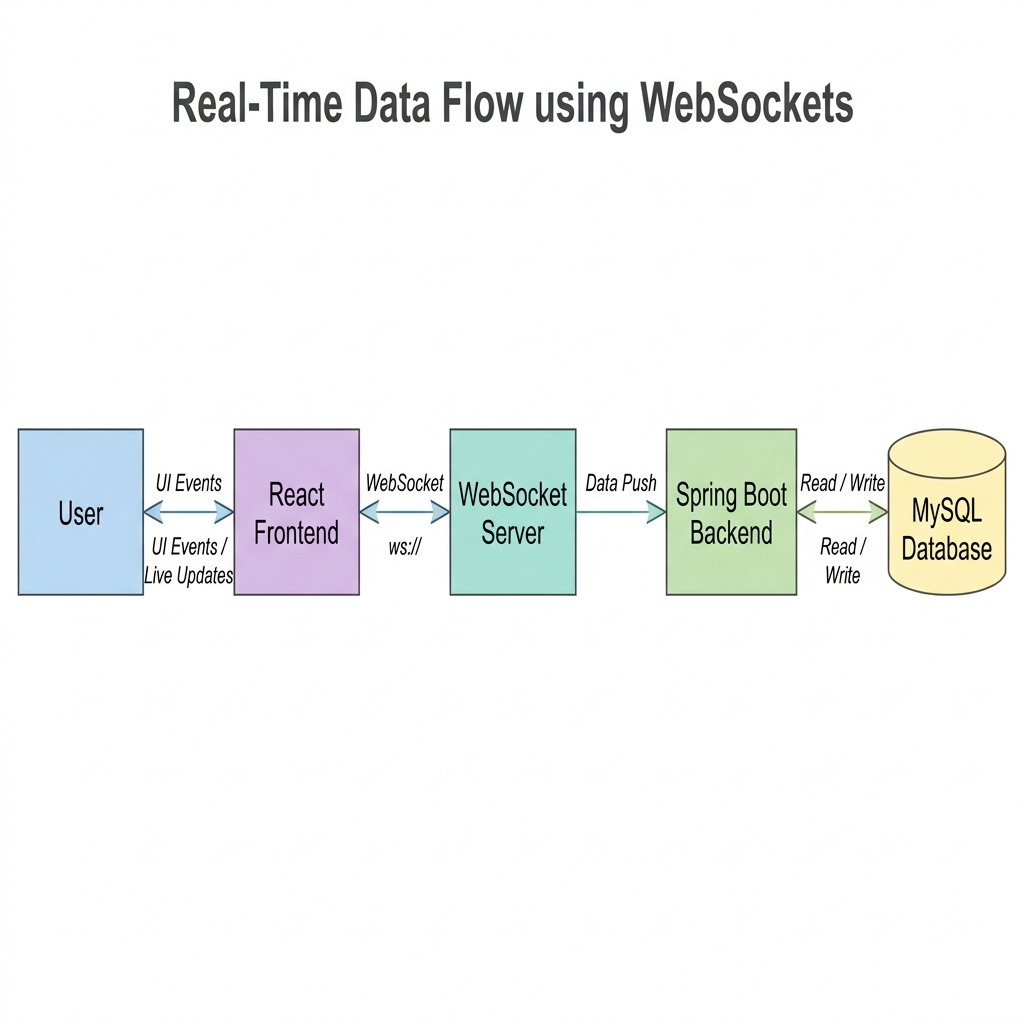 Real-Time Data Flow using WebSockets
User
UI Events
UI Events /
Live Updates
React
Frontend
WebSocket
ws://
WebSocket
Server
Data Push
Spring Boot
Backend
Read / Write
Read /
Write
MySQL
Database